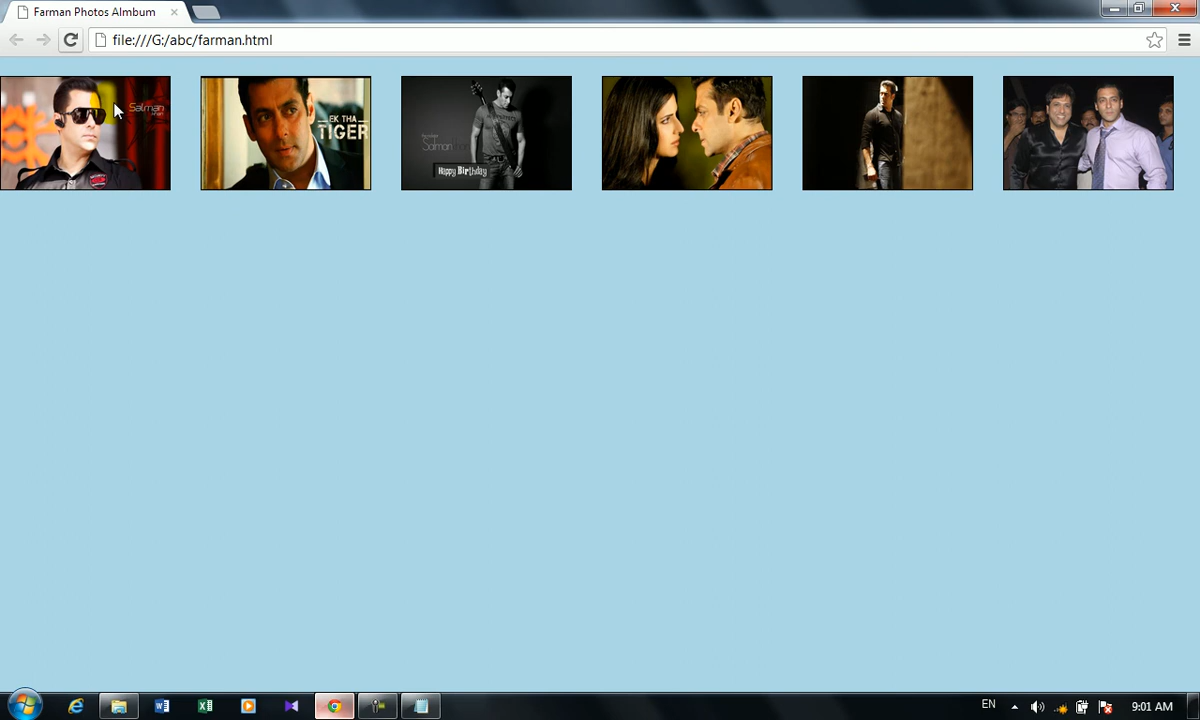 Farman Photos Almbum
file:///G:/abc/farman.html
Salman
EK THA
TIGER
Salman
Happy Birthday
EN
9:01 AM